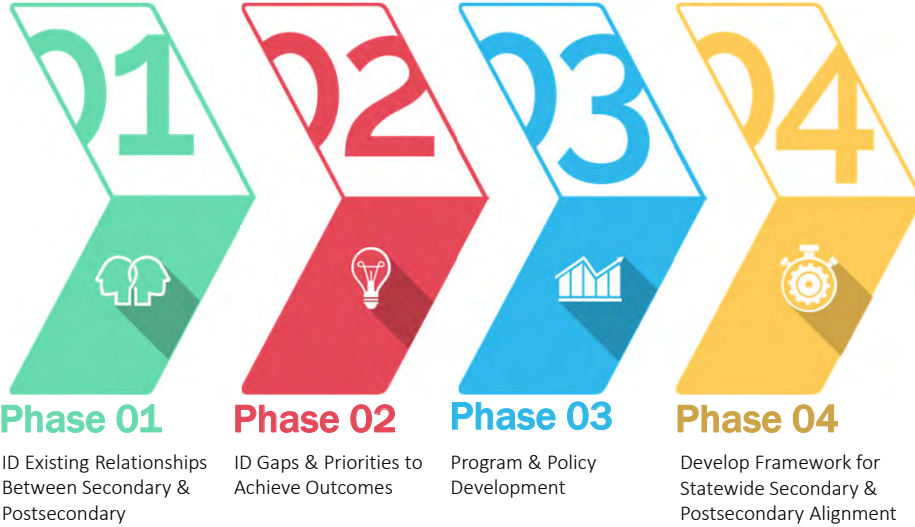 01
02
03
04
Phase 01
ID Existing Relationships
Between Secondary &
Postsecondary
Phase 02
ID Gaps & Priorities to
Achieve Outcomes
Phase 03
Program & Policy
Development
Phase 04
Develop Framework for
Statewide Secondary &
Postsecondary Alignment